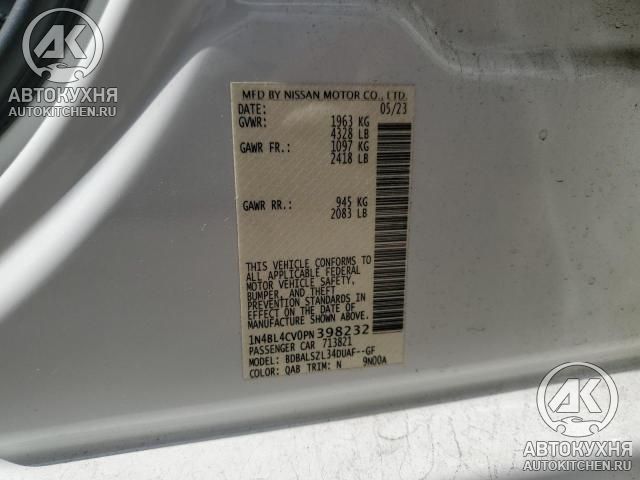 АК
АВТОКУХНЯ
AUTOKITCHEN.RU
MFD BY NISSAN MOTOR CO., LTD.
DATE: 05/23
GVWR: 1963 KG
4328 LB
GAWR FR.: 1097 KG
2418 LB
GAWR RR.: 945 KG
2083 LB
THIS VEHICLE CONFORMS TO
ALL APPLICABLE FEDERAL
MOTOR VEHICLE SAFETY,
BUMPER, AND THEFT
PREVENTION STANDARDS IN
EFFECT ON THE DATE OF
MANUFACTURE SHOWN ABOVE.
1N4BL4CV0PN398232
PASSENGER CAR 713821
MODEL: BDBALSZL34DUAF--GF
COLOR: QAB TRIM: N 9N00A
АК
АВТОКУХНЯ
AUTOKITCHEN.RU